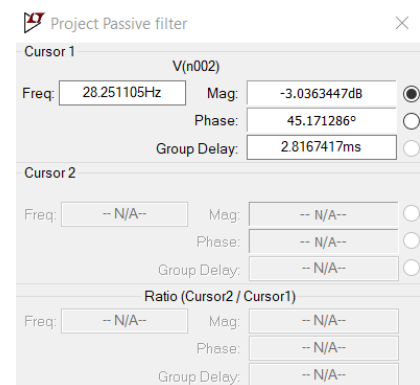 Project Passive filter
Cursor 1
V(n002)
Freq: 28.251105Hz Mag: -3.0363447dB
Phase: 45.171286º
Group Delay: 2.8167417ms
Cursor 2
Freq: -- N/A-- Mag: -- N/A--
Phase: -- N/A--
Group Delay: -- N/A--
Ratio (Cursor2 / Cursor1)
Freq: -- N/A-- Mag: -- N/A--
Phase: -- N/A--
Group Delay: -- N/A--